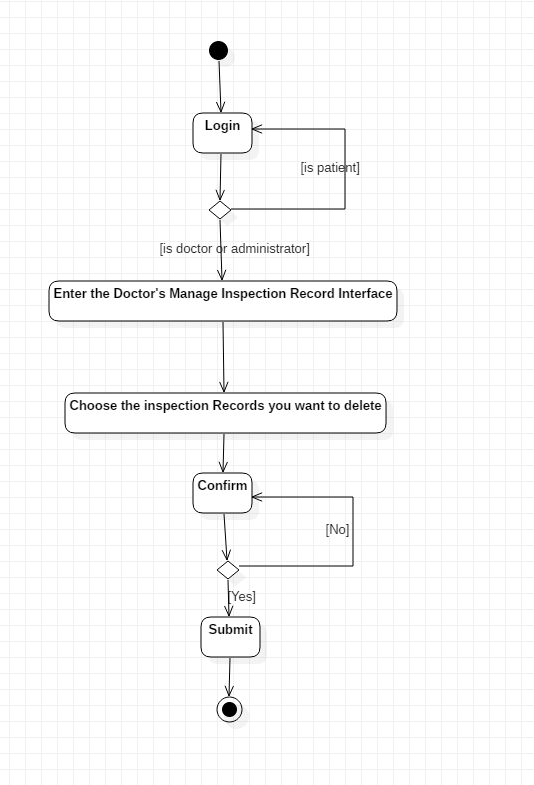 Login
[is patient]
[is doctor or administrator]
Enter the Doctor's Manage Inspection Record Interface
Choose the inspection Records you want to delete
Confirm
[No]
[Yes]
Submit